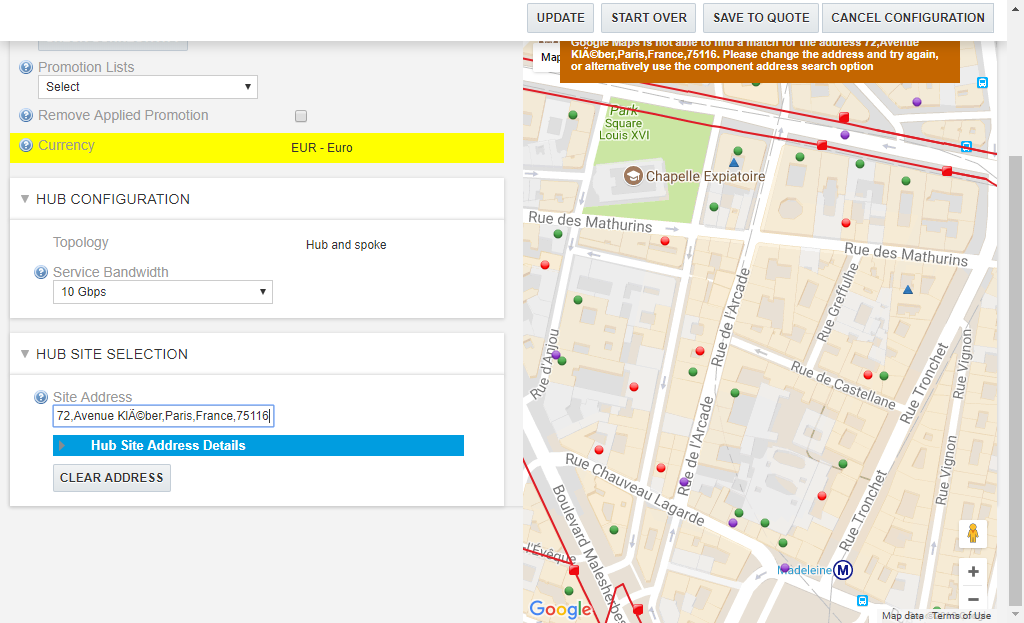 UPDATE
START OVER
SAVE TO QUOTE
CANCEL CONFIGURATION
Promotion Lists
Select
Remove Applied Promotion
Currency
EUR - Euro
HUB CONFIGURATION
Topology
Hub and spoke
Service Bandwidth
10 Gbps
HUB SITE SELECTION
Site Address
72,Avenue KlÃ©ber,Paris,France,75116
Hub Site Address Details
CLEAR ADDRESS
Map
Google Maps is not able to find a match for the address 72,Avenue
KlÃ©ber,Paris,France,75116. Please change the address and try again,
or alternatively use the component address search option
Park
Square
Louis XVI
Chapelle Expiatoire
Rue des Mathurins
Rue des Mathurins
Rue de l'Arcade
Rue Greffulhe
Rue d'Anjou
Rue de Castellane
Rue Tronchet
Rue Vignon
Rue de l'Arcade
Rue Chauveau Lagarde
Rue Vignon
Rue Tronchet
Boulevard Malesherbes
l'Évêque
Madeleine
M
Google
Map data
Terms of Use